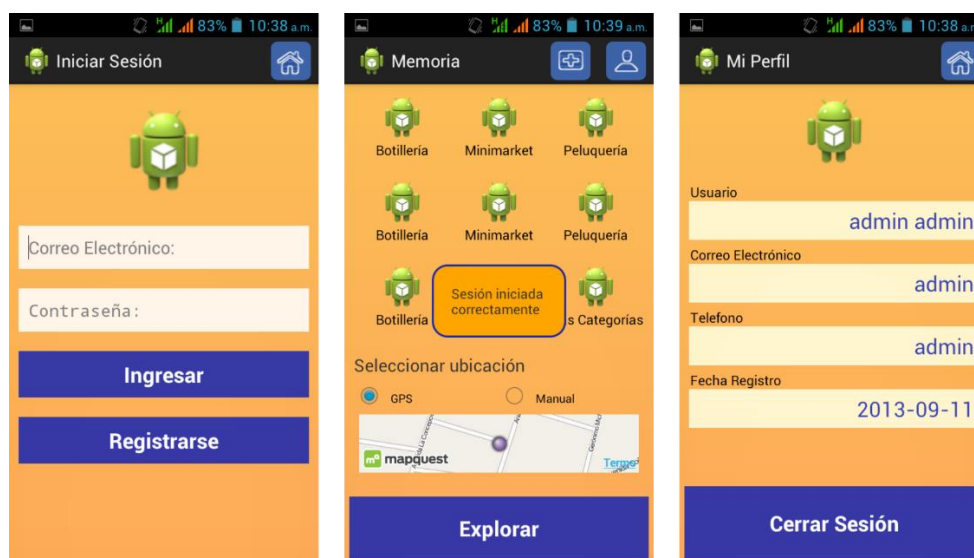 83% 10:38 a.m.
Iniciar Sesión
Correo Electrónico:
Contraseña:
Ingresar
Registrarse
83% 10:39 a.m.
Memoria
Botillería Minimarket Peluquería
Botillería Minimarket Peluquería
Botillería
Sesión iniciada
correctamente
s Categorías
Seleccionar ubicación
GPS Manual
mapquest
Explorar
83% 10:38 a.m
Mi Perfil
Usuario
admin admin
Correo Electrónico
admin
Telefono
admin
Fecha Registro
2013-09-11
Cerrar Sesión